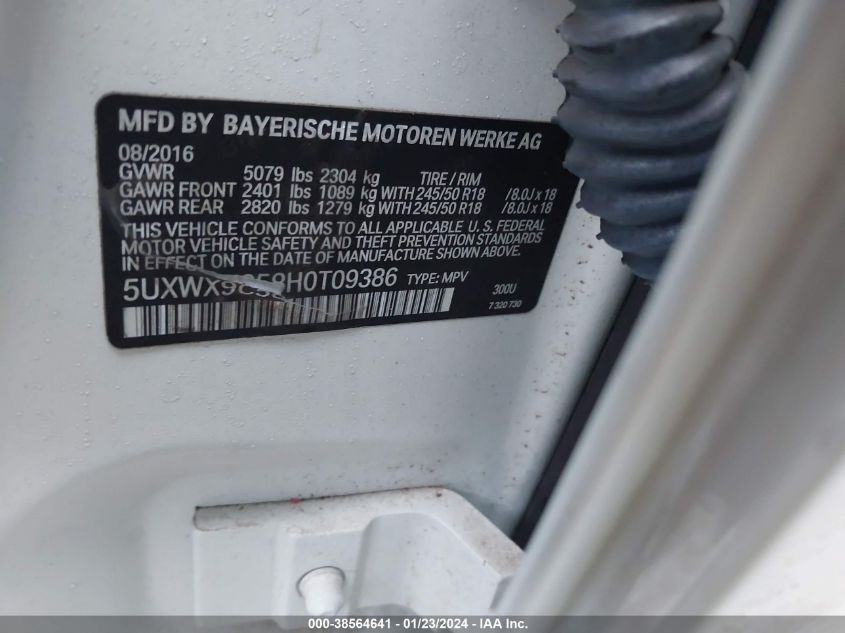 MFD BY BAYERISCHE MOTOREN WERKE AG
08/2016
GVWR 5079 lbs 2304 kg TIRE / RIM
GAWR FRONT 2401 lbs 1089 kg WITH 245/50 R18 /8.0J x 18
GAWR REAR 2820 lbs 1279 kg WITH 245/50 R18 /8.0J x 18
THIS VEHICLE CONFORMS TO ALL APPLICABLE U. S. FEDERAL
MOTOR VEHICLE SAFETY AND THEFT PREVENTION STANDARDS
IN EFFECT ON THE DATE OF MANUFACTURE SHOWN ABOVE.
5UXWX9C58H0T09386 TYPE: MPV 300U
7 320 730
000-38564641 - 01/23/2024 - IAA Inc.